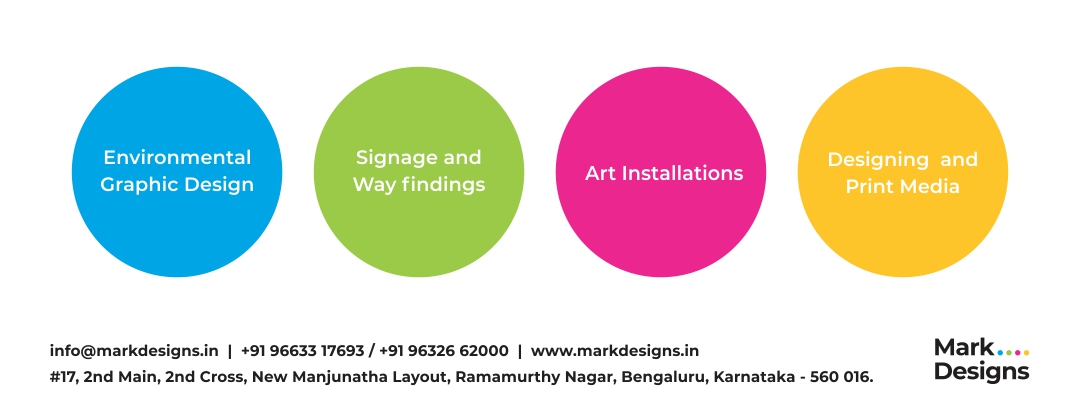 Environmental
Graphic Design
Signage and
Way findings
Art Installations
Designing  and
Print Media
info@markdesigns.in  |  +91 96633 17693 / +91 96326 62000  |  www.markdesigns.in
#17, 2nd Main, 2nd Cross, New Manjunatha Layout, Ramamurthy Nagar, Bengaluru, Karnataka - 560 016.
Mark....
Designs